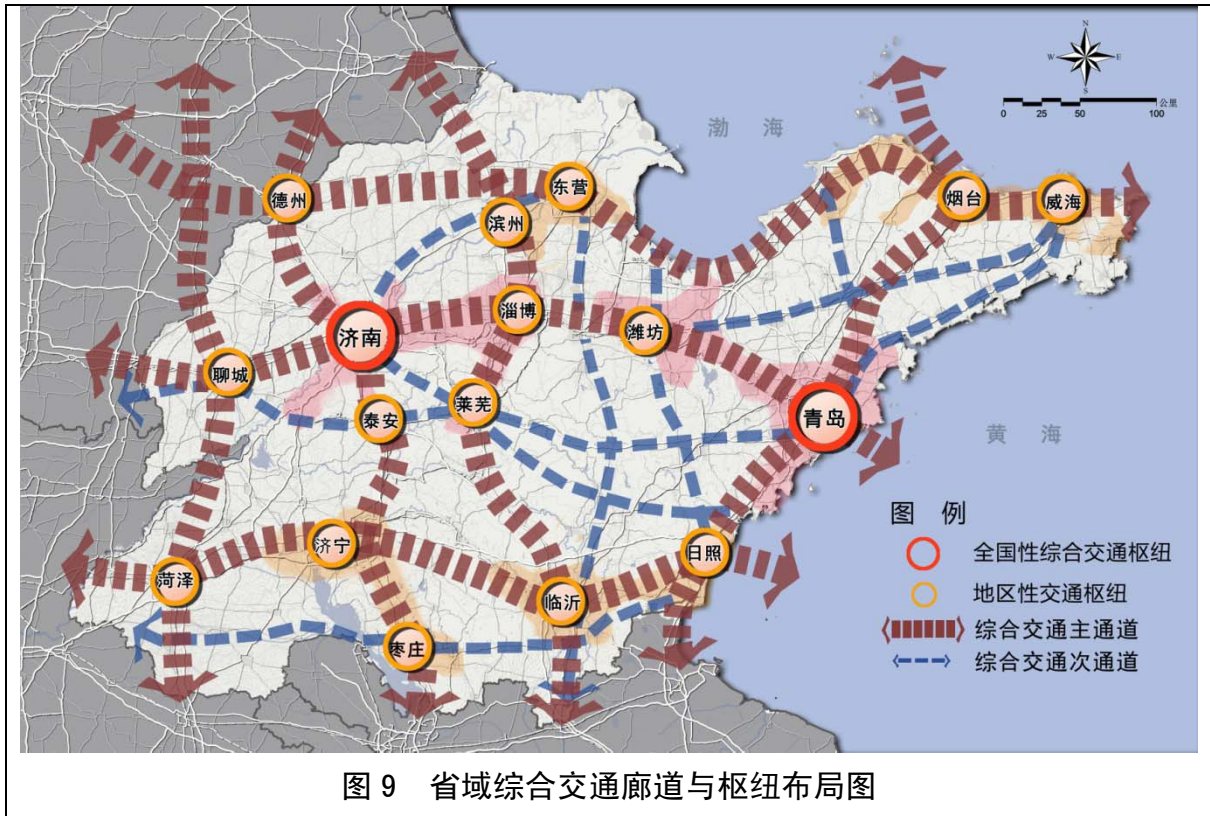 N
W E
S
0 25 50 100 公里
渤 海
德州
东营
烟台
威海
滨州
淄博
潍坊
济南
聊城
莱芜
泰安
青岛
黄 海
济宁
日照
菏泽
临沂
枣庄
图 例
全国性综合交通枢纽
地区性交通枢纽
综合交通主通道
综合交通次通道
图 9 省域综合交通廊道与枢纽布局图